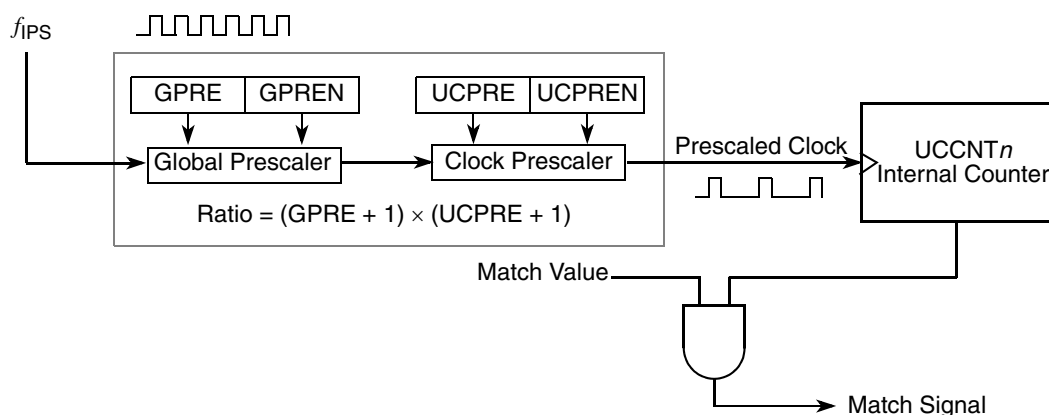 fIPS
GPRE GPREN UCPRE UCPREN
Global Prescaler Clock Prescaler Prescaled Clock
UCCNTn
Internal Counter
Ratio = (GPRE + 1) × (UCPRE + 1)
Match Value
Match Signal